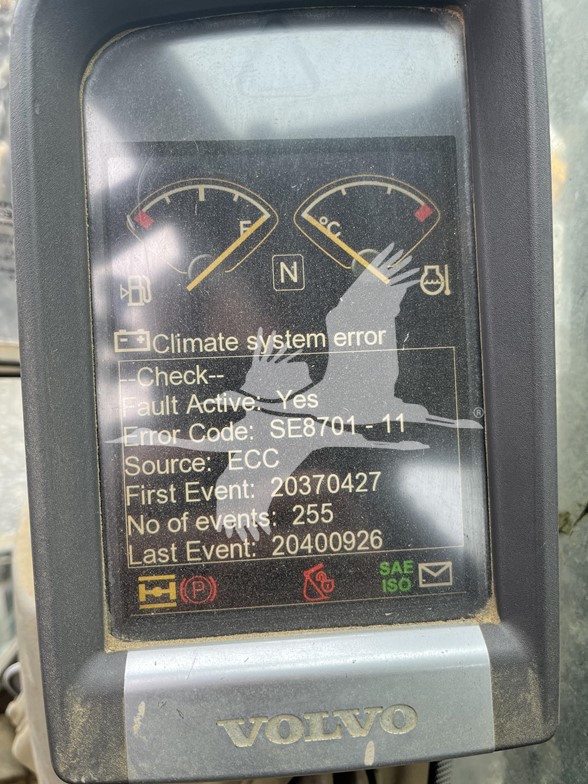 E
°C
N
Climate system error
--Check--
Fault Active: Yes
Error Code: SE8701 - 11
Source: ECC
First Event: 20370427
No of events: 255
Last Event: 20400926
P
SAE
ISO
VOLVO
®